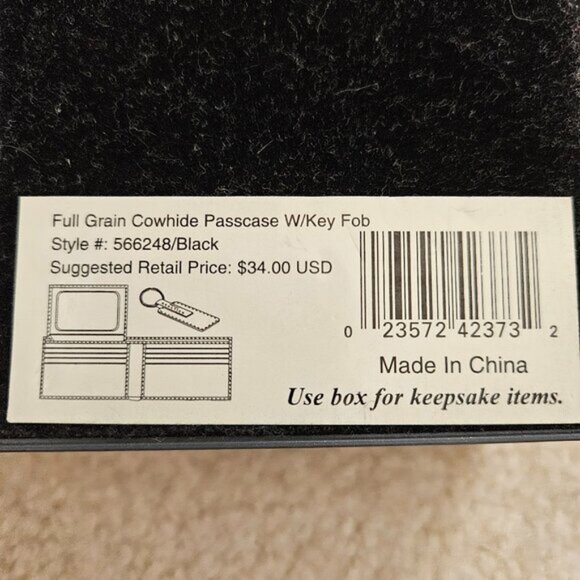 Full Grain Cowhide Passcase W/Key Fob
Style #: 566248/Black
Suggested Retail Price: $34.00 USD
0 23572 42373 2
Made In China
Use box for keepsake items.